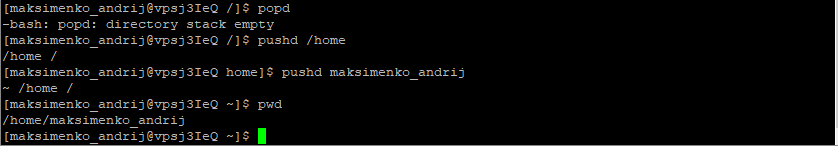 [maksimenko_andrij@vpsj3IeQ /]$ popd
-bash: popd: directory stack empty
[maksimenko_andrij@vpsj3IeQ /]$ pushd /home
/home /
[maksimenko_andrij@vpsj3IeQ home]$ pushd maksimenko_andrij
~ /home /
[maksimenko_andrij@vpsj3IeQ ~]$ pwd
/home/maksimenko_andrij
[maksimenko_andrij@vpsj3IeQ ~]$